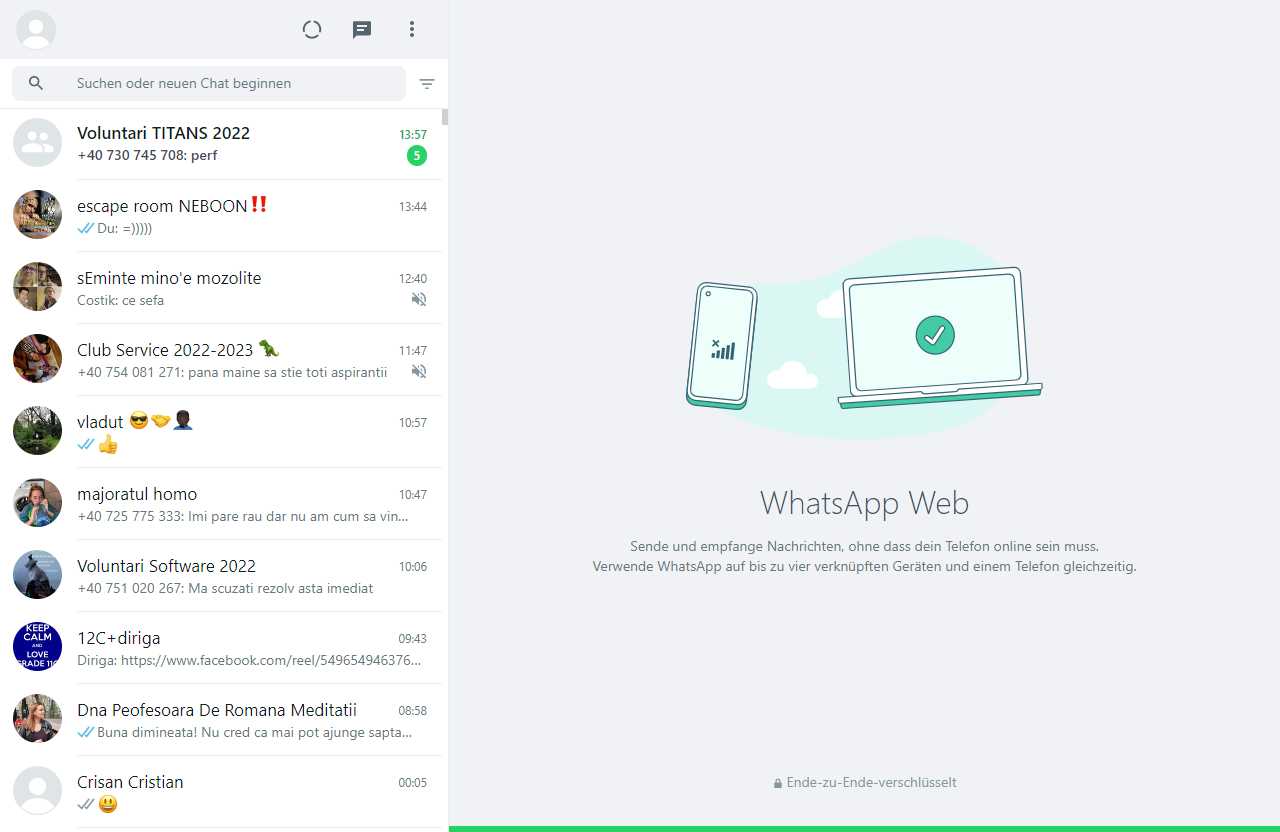 Suchen oder neuen Chat beginnen
Voluntari TITANS 2022
13:57
+40 730 745 708: perf
5
escape room NEBOON‼️
13:44
Du: =)))))
sEminte mino'e mozolite
12:40
Costik: ce sefa
Club Service 2022-2023 🦖
11:47
+40 754 081 271: pana maine sa stie toti aspirantii
vladut 😎🤝👤
10:57
👍
majoratul homo
10:47
+40 725 775 333: Imi pare rau dar nu am cum sa vin...
Voluntari Software 2022
10:06
+40 751 020 267: Ma scuzati rezolv asta imediat
KEEP
CALM
AND
LOVE
GRADE 11C
12C+diriga
09:43
Diriga: https://www.facebook.com/reel/549654946376...
Dna Peofesoara De Romana Meditatii
08:58
Buna dimineata! Nu cred ca mai pot ajunge sapta...
Crisan Cristian
00:05
😃
WhatsApp Web
Sende und empfange Nachrichten, ohne dass dein Telefon online sein muss.
Verwende WhatsApp auf bis zu vier verknüpften Geräten und einem Telefon gleichzeitig.
Ende-zu-Ende-verschlüsselt